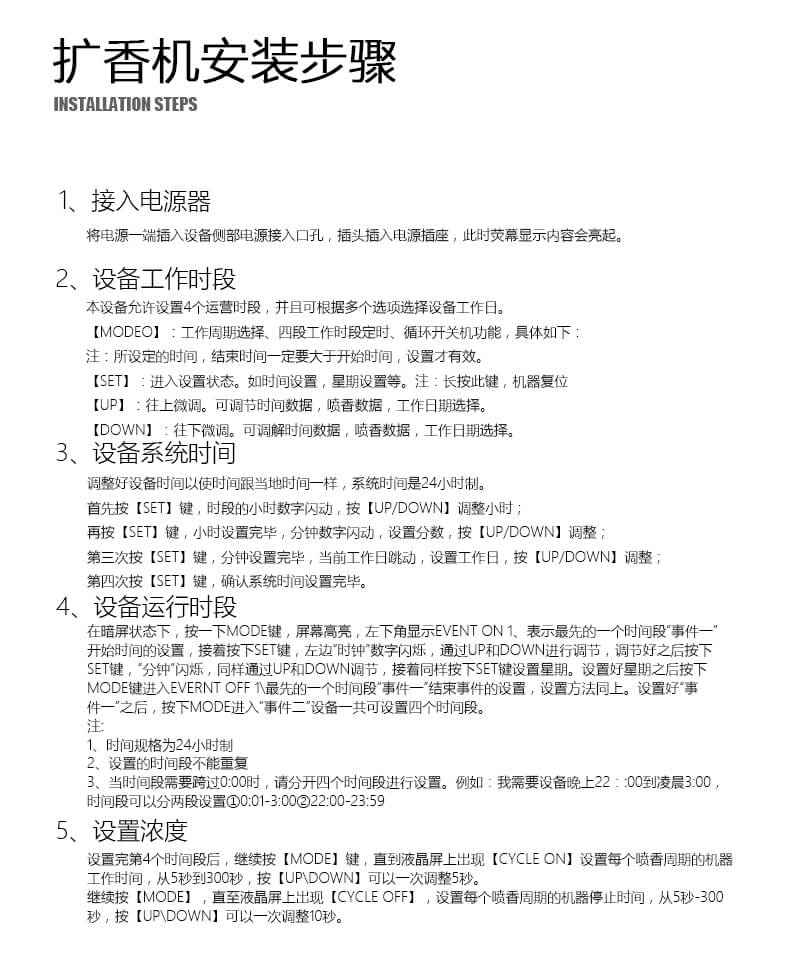 扩香机安装步骤
INSTALLATION STEPS
1、接入电源器
将电源一端插入设备侧部电源接入口孔，插头插入电源插座，此时荧幕显示内容会亮起。
2、设备工作时段
本设备允许设置4个运营时段，并且可根据多个选项选择设备工作日。
【MODEO】：工作周期选择、四段工作时段定时、循环开关机功能，具体如下：
注：所设定的时间，结束时间一定要大于开始时间，设置才有效。
【SET】：进入设置状态。如时间设置，星期设置等。注：长按此键，机器复位
【UP】：往上微调。可调节时间数据，喷香数据，工作日期选择。
【DOWN】：往下微调。可调解时间数据，喷香数据，工作日期选择。
3、设备系统时间
调整好设备时间以使时间跟当地时间一样，系统时间是24小时制。
首先按【SET】键，时段的小时数字闪动，按【UP/DOWN】调整小时；
再按【SET】键，小时设置完毕，分钟数字闪动，设置分数，按【UP/DOWN】调整；
第三次按【SET】键，分钟设置完毕，当前工作日跳动，设置工作日，按【UP/DOWN】调整；
第四次按【SET】键，确认系统时间设置完毕。
4、设备运行时段
在暗屏状态下，按一下MODE键，屏幕高亮，左下角显示EVENT ON 1、表示最先的一个时间段“事件一”
开始时间的设置，接着按下SET键，左边“时钟”数字闪烁，通过UP和DOWN进行调节，调节好之后按下
SET键，“分钟”闪烁，同样通过UP和DOWN调节，接着同样按下SET键设置星期。设置好星期之后按下
MODE键进入EVERNT OFF 1\最先的一个时间段“事件一”结束事件的设置，设置方法同上。设置好“事
件一”之后，按下MODE进入“事件二”设备一共可设置四个时间段。
注:
1、时间规格为24小时制
2、设置的时间段不能重复
3、当时间段需要跨过0:00时，请分开四个时间段进行设置。例如：我需要设备晚上22：:00到凌晨3:00，
时间段可以分两段设置①0:01-3:00②22:00-23:59
5、设置浓度
设置完第4个时间段后，继续按【MODE】键，直到液晶屏上出现【CYCLE ON】设置每个喷香周期的机器
工作时间，从5秒到300秒，按【UP\DOWN】可以一次调整5秒。
继续按【MODE】，直至液晶屏上出现【CYCLE OFF】，设置每个喷香周期的机器停止时间，从5秒-300
秒，按【UP\DOWN】可以一次调整10秒。